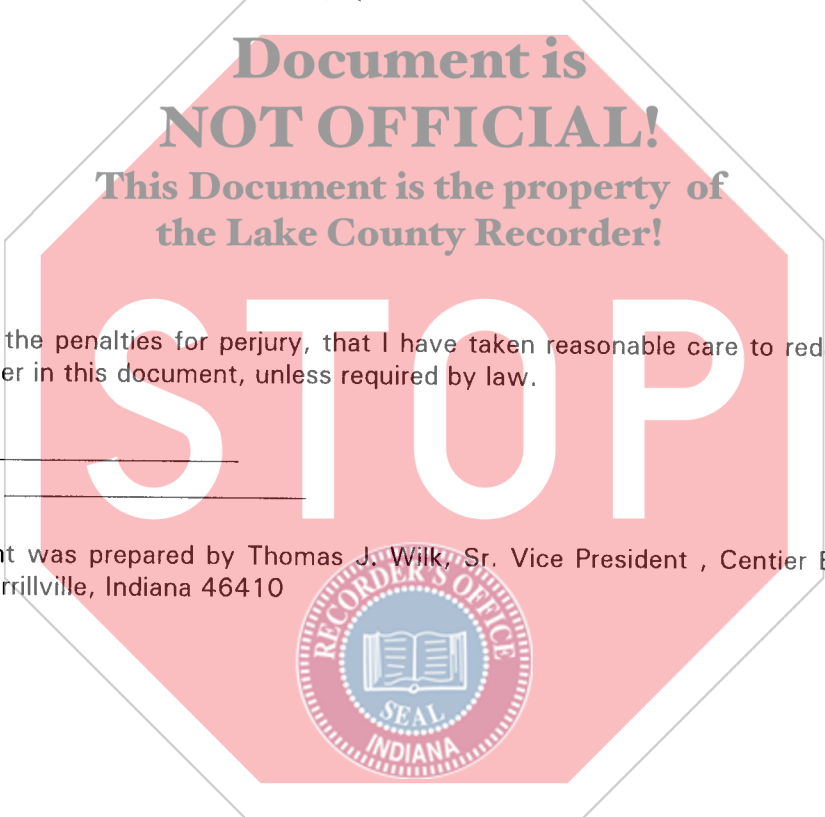 Document is
NOT OFFICIAL!
This Document is the property of
the Lake County Recorder!
STOP
the penalties for perjury, that I have taken reasonable care to red
er in this document, unless required by law.
nt was prepared by Thomas J. Wilk, Sr. Vice President , Centier B
rrillville, Indiana 46410
RECORDER'S OFFICE
SEAL
INDIANA